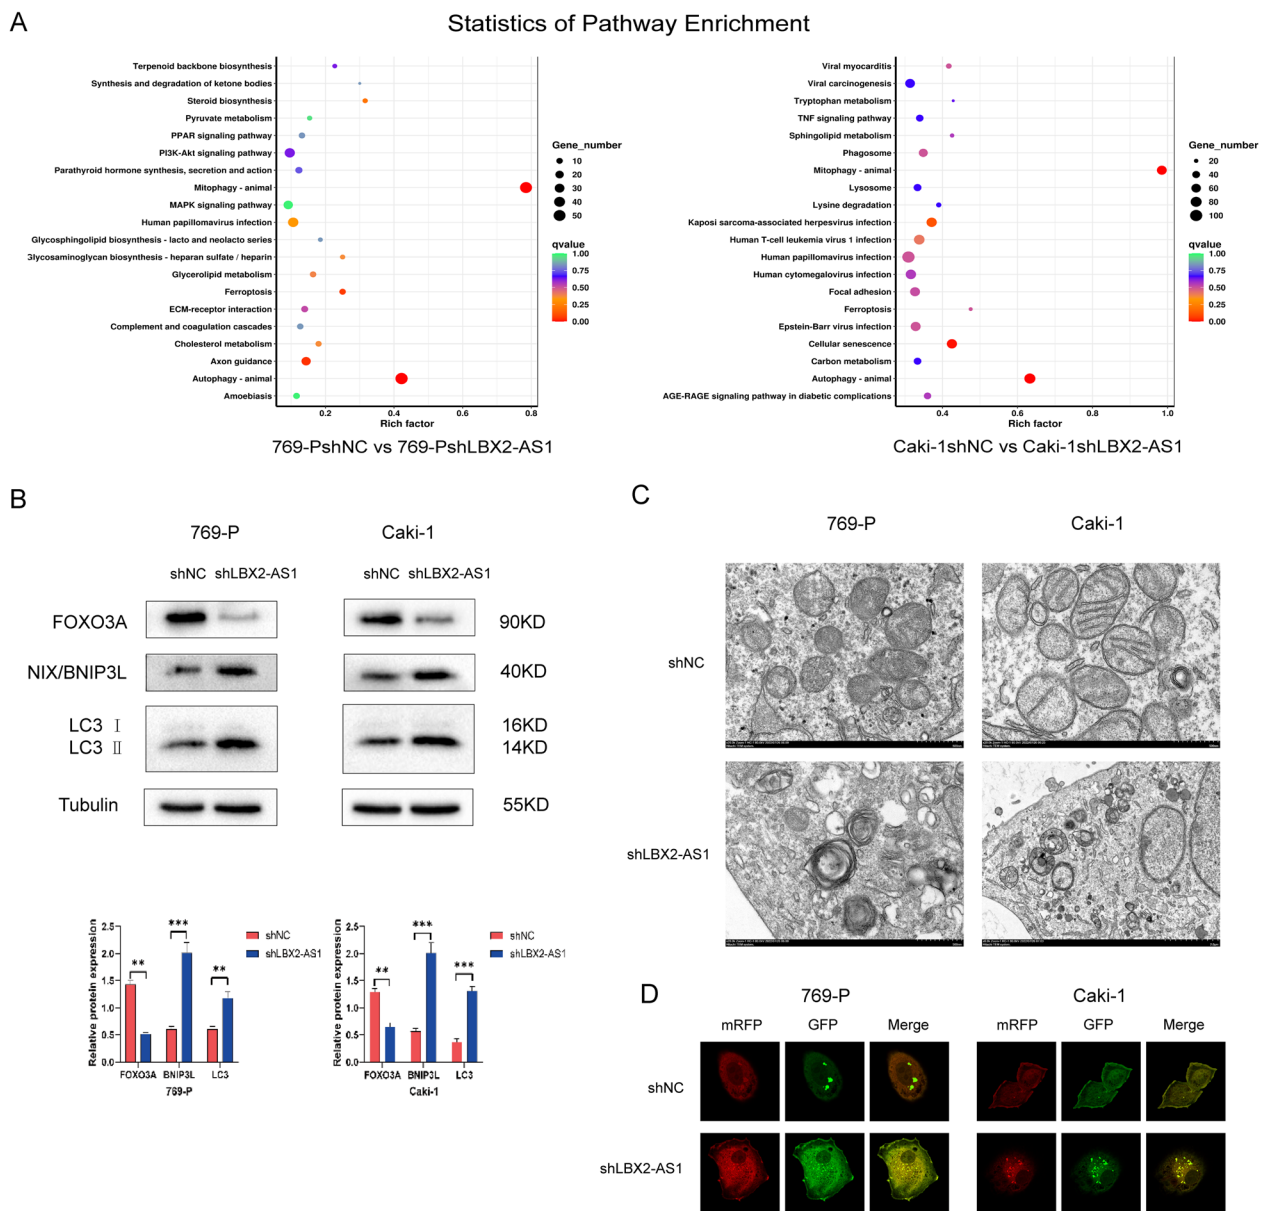 A
Statistics of Pathway Enrichment
Terpenoid backbone biosynthesis
Synthesis and degradation of ketone bodies
Steroid biosynthesis
Pyruvate metabolism
PPAR signaling pathway
PI3K-Akt signaling pathway
Parathyroid hormone synthesis, secretion and action
Mitophagy - animal
MAPK signaling pathway
Human papillomavirus infection
Glycosphingolipid biosynthesis - lacto and neolacto series
Glycosaminoglycan biosynthesis - heparan sulfate / heparin
Glycerolipid metabolism
Ferroptosis
ECM-receptor interaction
Complement and coagulation cascades
Cholesterol metabolism
Axon guidance
Autophagy - animal
Amoebiasis
0.2 0.4 0.6 0.8
Rich factor
Gene_number
10
20
30
40
50
qvalue
1.00
0.75
0.50
0.25
0.00
769-PshNC vs 769-PshLBX2-AS1
Viral myocarditis
Viral carcinogenesis
Tryptophan metabolism
TNF signaling pathway
Sphingolipid metabolism
Phagosome
Mitophagy - animal
Lysosome
Lysine degradation
Kaposi sarcoma-associated herpesvirus infection
Human T-cell leukemia virus 1 infection
Human papillomavirus infection
Human cytomegalovirus infection
Focal adhesion
Ferroptosis
Epstein-Barr virus infection
Cellular senescence
Carbon metabolism
Autophagy - animal
AGE-RAGE signaling pathway in diabetic complications
0.4 0.6 0.8 1.0
Rich factor
Gene_number
20
40
60
80
100
qvalue
1.00
0.75
0.50
0.25
0.00
Caki-1shNC vs Caki-1shLBX2-AS1
B
769-P Caki-1
shNC shLBX2-AS1 shNC shLBX2-AS1
FOXO3A 90KD
NIX/BNIP3L 40KD
LC3 Ⅰ 16KD
LC3 Ⅱ 14KD
Tubulin 55KD
Relative protein expression
2.5
2.0
1.5
1.0
0.5
0.0
** *** **
shNC
shLBX2-AS1
FOXO3A BNIP3L LC3
769-P
Relative protein expression
2.5
2.0
1.5
1.0
0.5
0.0
** *** ***
shNC
shLBX2-AS1
FOXO3A BNIP3L LC3
Caki-1
C
769-P Caki-1
shNC
shLBX2-AS1
D
769-P Caki-1
mRFP GFP Merge mRFP GFP Merge
shNC
shLBX2-AS1